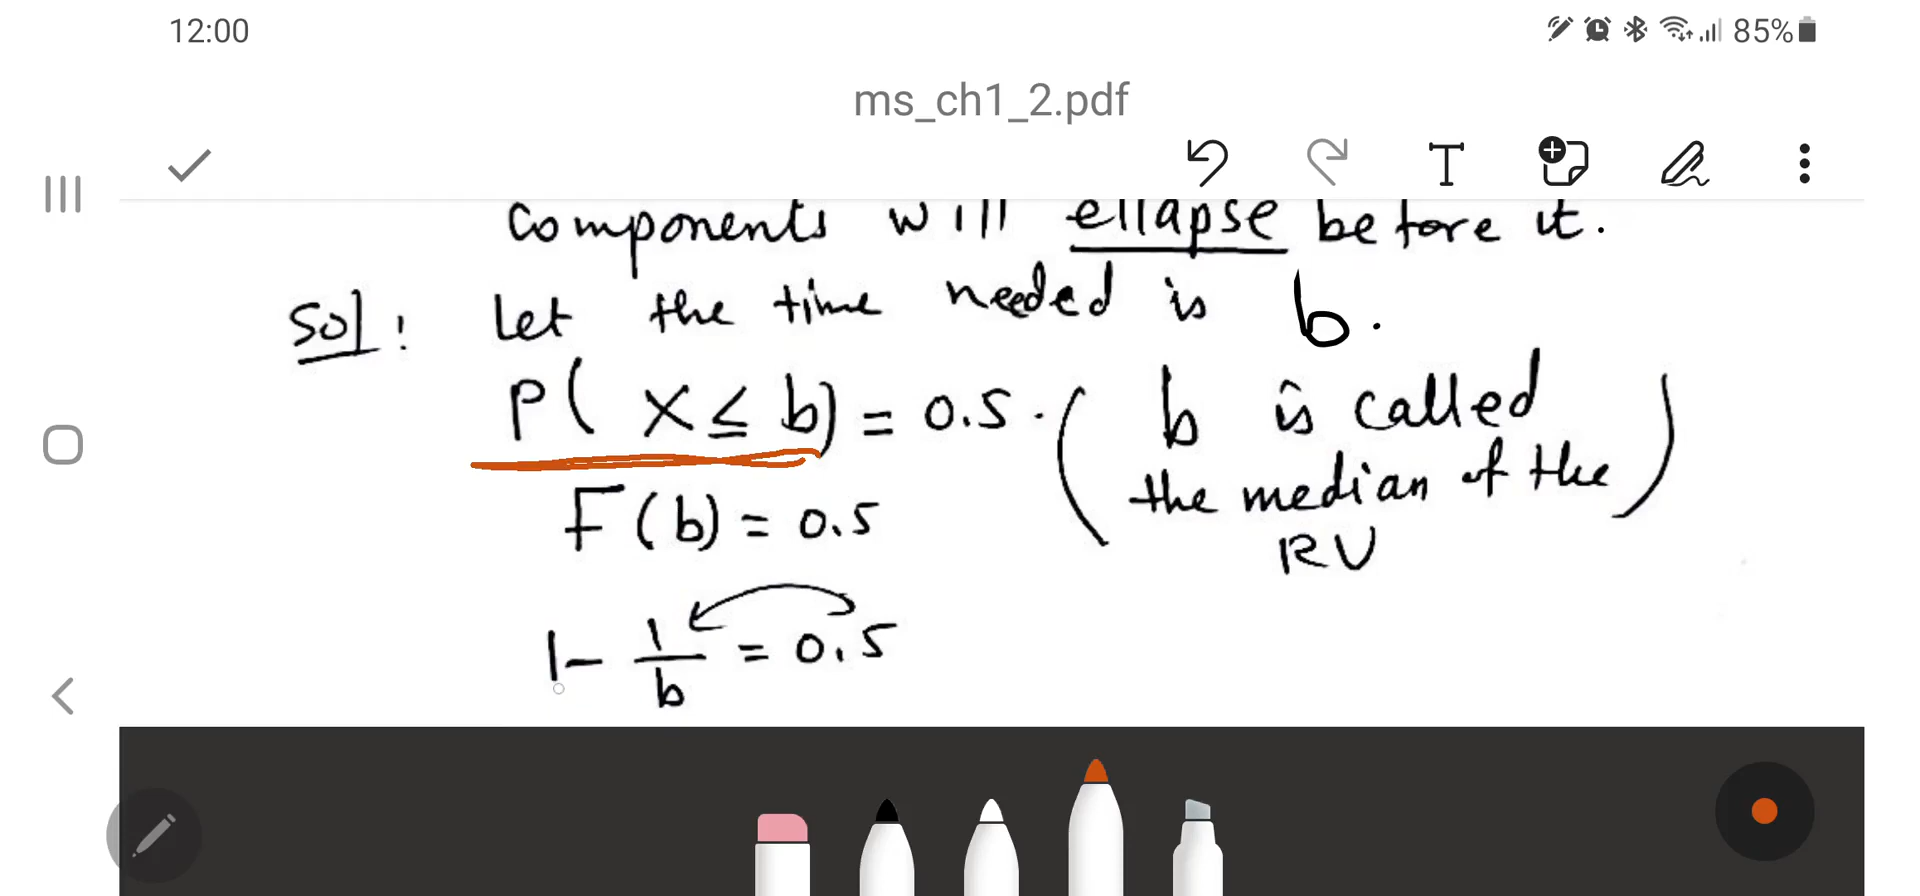 12:00
85%
ms_ch1_2.pdf
T
components will ellapse before it.
Sol: Let the time needed is b.
P( X ≤ b) = 0.5. ( b is called
the median of the )
RV
F(b) = 0.5
1 - 1/b = 0.5